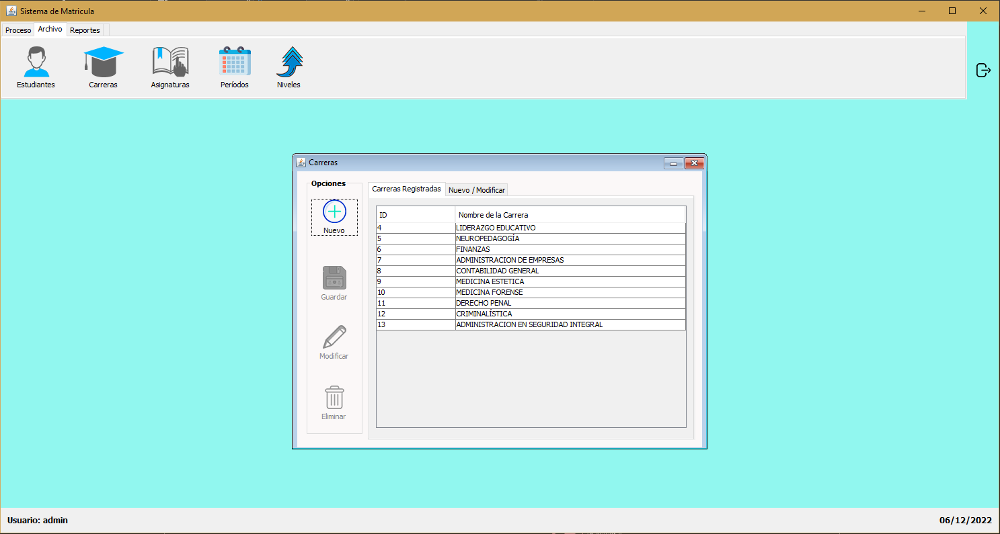 Sistema de Matricula
Proceso Archivo Reportes
Estudiantes Carreras Asignaturas Períodos Niveles
Carreras
Opciones
Nuevo
Guardar
Modificar
Eliminar
Carreras Registradas Nuevo / Modificar
ID Nombre de la Carrera
4 LIDERAZGO EDUCATIVO
5 NEUROPEDAGOGÍA
6 FINANZAS
7 ADMINISTRACION DE EMPRESAS
8 CONTABILIDAD GENERAL
9 MEDICINA ESTETICA
10 MEDICINA FORENSE
11 DERECHO PENAL
12 CRIMINALÍSTICA
13 ADMINISTRACION EN SEGURIDAD INTEGRAL
Usuario: admin 06/12/2022